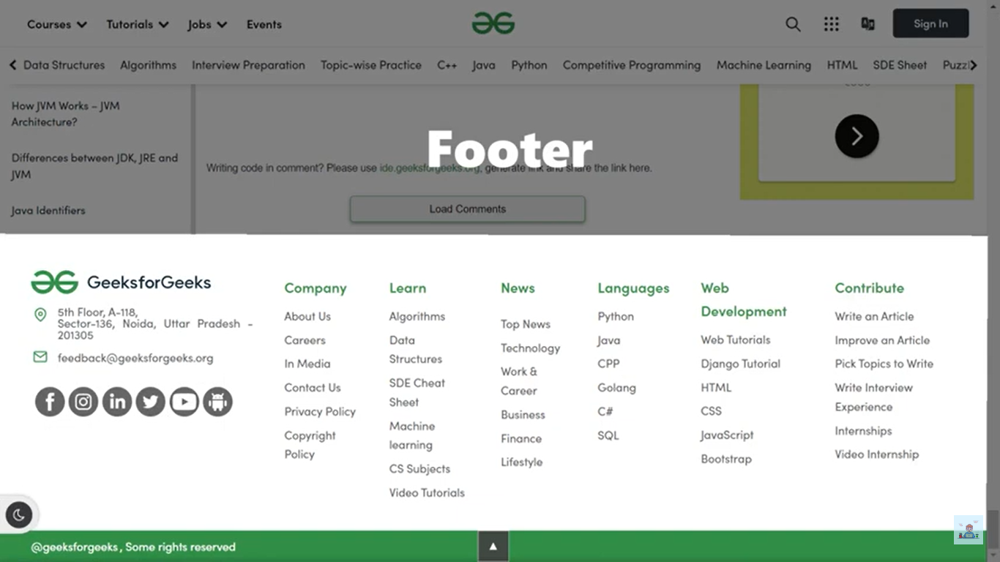 Courses
Tutorials
Jobs
Events
Sign In
Data Structures
Algorithms
Interview Preparation
Topic-wise Practice
C++
Java
Python
Competitive Programming
Machine Learning
HTML
SDE Sheet
How JVM Works – JVM
Architecture?
Differences between JDK, JRE and
JVM
Java Identifiers
Footer
Writing code in comment? Please use ide.geeksforgeeks.org, generate link and share the link here.
Load Comments
GeeksforGeeks
5th Floor, A-118,
Sector-136, Noida, Uttar Pradesh -
201305
feedback@geeksforgeeks.org
Company
About Us
Careers
In Media
Contact Us
Privacy Policy
Copyright
Policy
Learn
Algorithms
Data
Structures
SDE Cheat
Sheet
Machine
learning
CS Subjects
Video Tutorials
News
Top News
Technology
Work &
Career
Business
Finance
Lifestyle
Languages
Python
Java
CPP
Golang
C#
SQL
Web
Development
Web Tutorials
Django Tutorial
HTML
CSS
JavaScript
Bootstrap
Contribute
Write an Article
Improve an Article
Pick Topics to Write
Write Interview
Experience
Internships
Video Internship
@geeksforgeeks, Some rights reserved